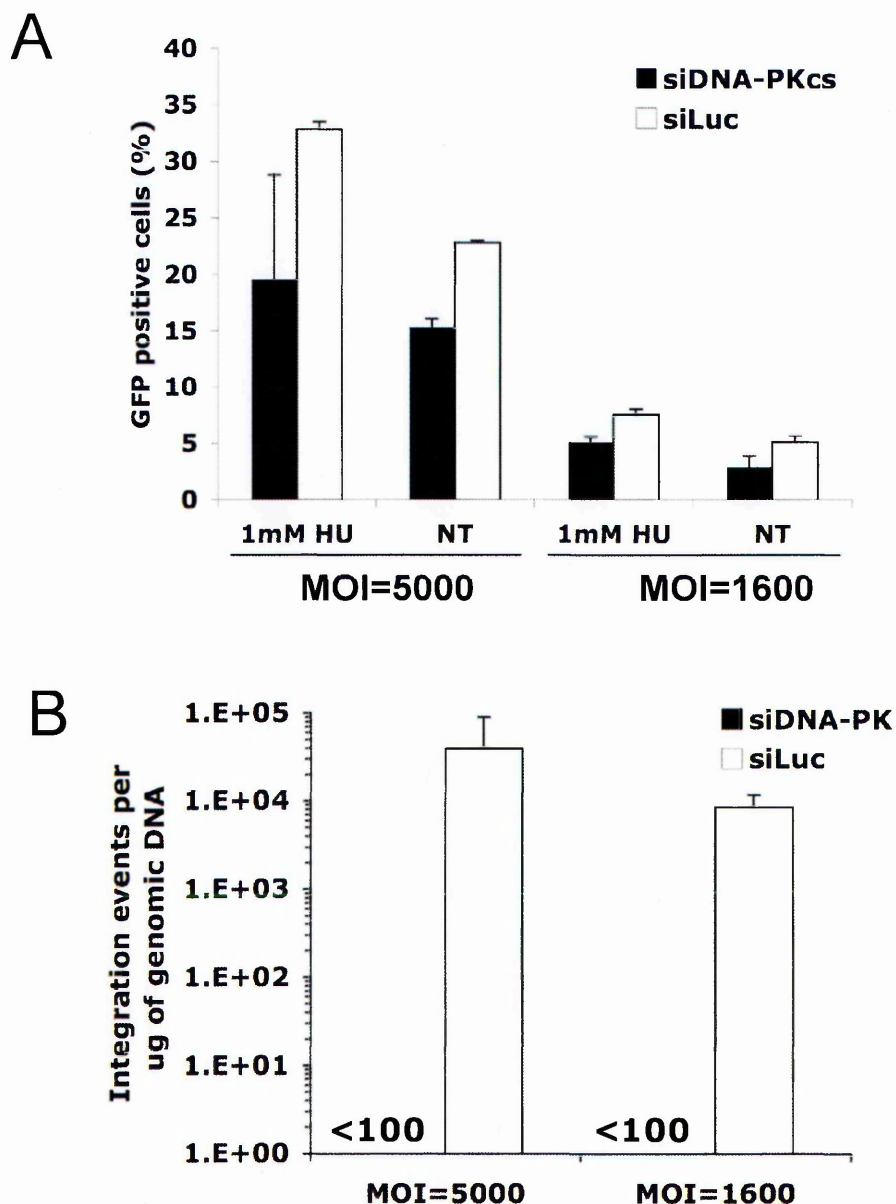 A
40
35
30
25
20
15
10
5
0
GFP positive cells (%)
siDNA-PKcs
siLuc
1mM HU NT 1mM HU NT
MOI=5000 MOI=1600
B
1.E+05
1.E+04
1.E+03
1.E+02
1.E+01
1.E+00
Integration events per
ug of genomic DNA
siDNA-PK
siLuc
<100 <100
MOI=5000 MOI=1600